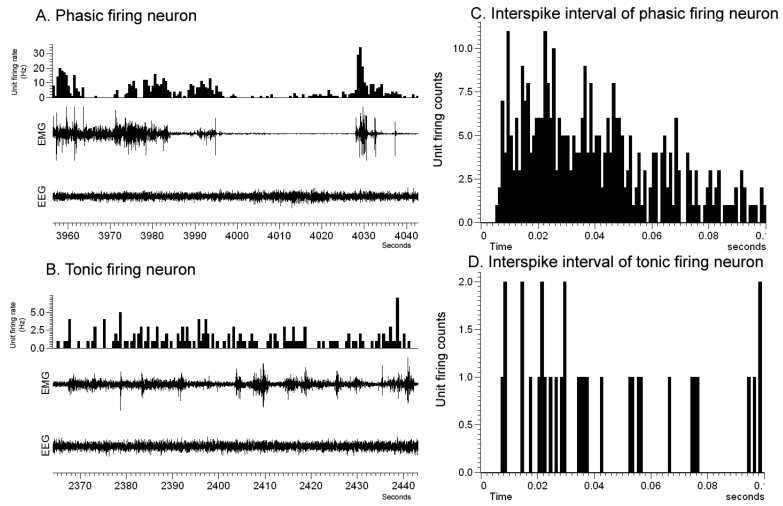 A. Phasic firing neuron
Unit firing rate
(Hz)
30
20
10
0
EMG
EEG
3960 3970 3980 3990 4000 4010 4020 4030 4040
Seconds
B. Tonic firing neuron
Unit firing rate
(Hz)
5.0
2.5
0.0
EMG
EEG
2370 2380 2390 2400 2410 2420 2430 2440
Seconds
C. Interspike interval of phasic firing neuron
Unit firing counts
10.0
7.5
5.0
2.5
0.0
0 0.02 0.04 0.06 0.08 0.1
Time seconds
D. Interspike interval of tonic firing neuron
Unit firing counts
2.0
1.5
1.0
0.5
0.0
0 0.02 0.04 0.06 0.08 0.1
Time seconds